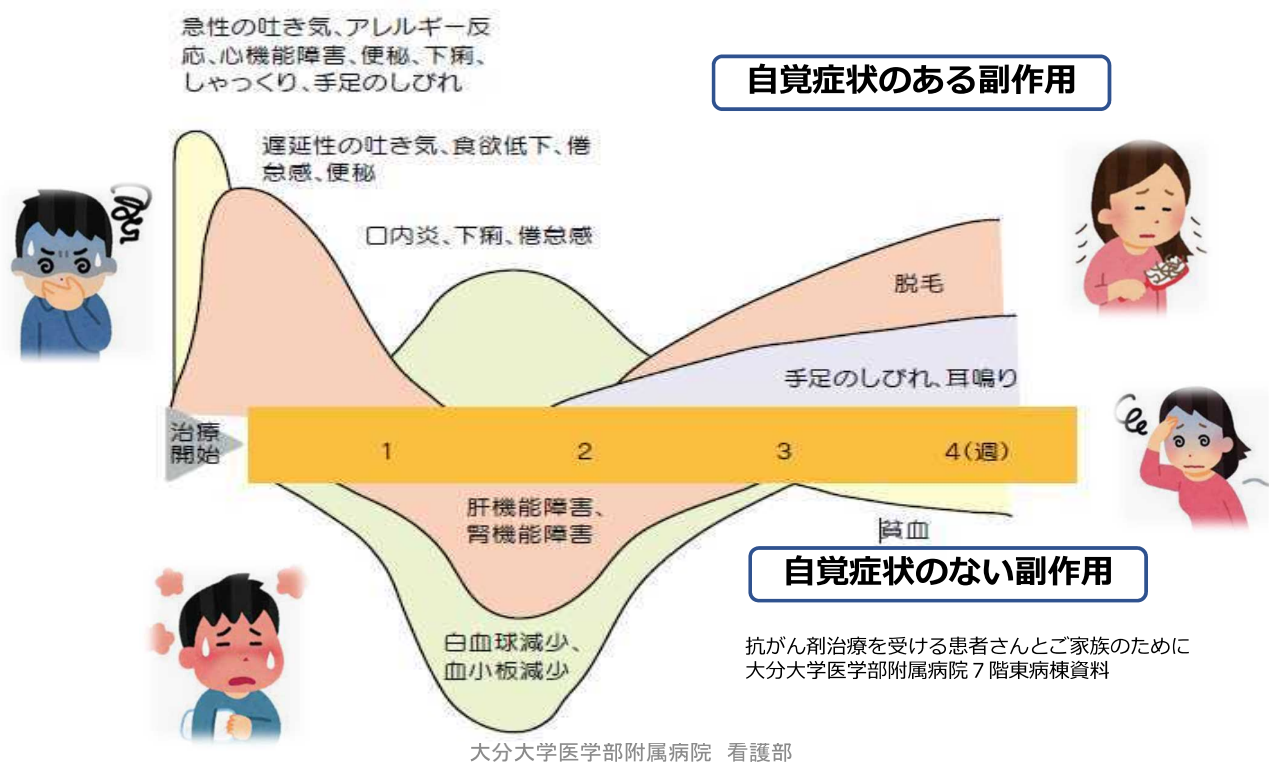 急性の吐き気、アレルギー反
応、心機能障害、便秘、下痢、
しゃっくり、手足のしびれ
自覚症状のある副作用
遅延性の吐き気、食欲低下、倦
怠感、便秘
口内炎、下痢、倦怠感
脱毛
手足のしびれ、耳鳴り
治療
開始
1
2
3
4(週)
肝機能障害、
腎機能障害
貧血
自覚症状のない副作用
白血球減少、
血小板減少
抗がん剤治療を受ける患者さんとご家族のために
大分大学医学部附属病院７階東病棟資料
大分大学医学部附属病院 看護部